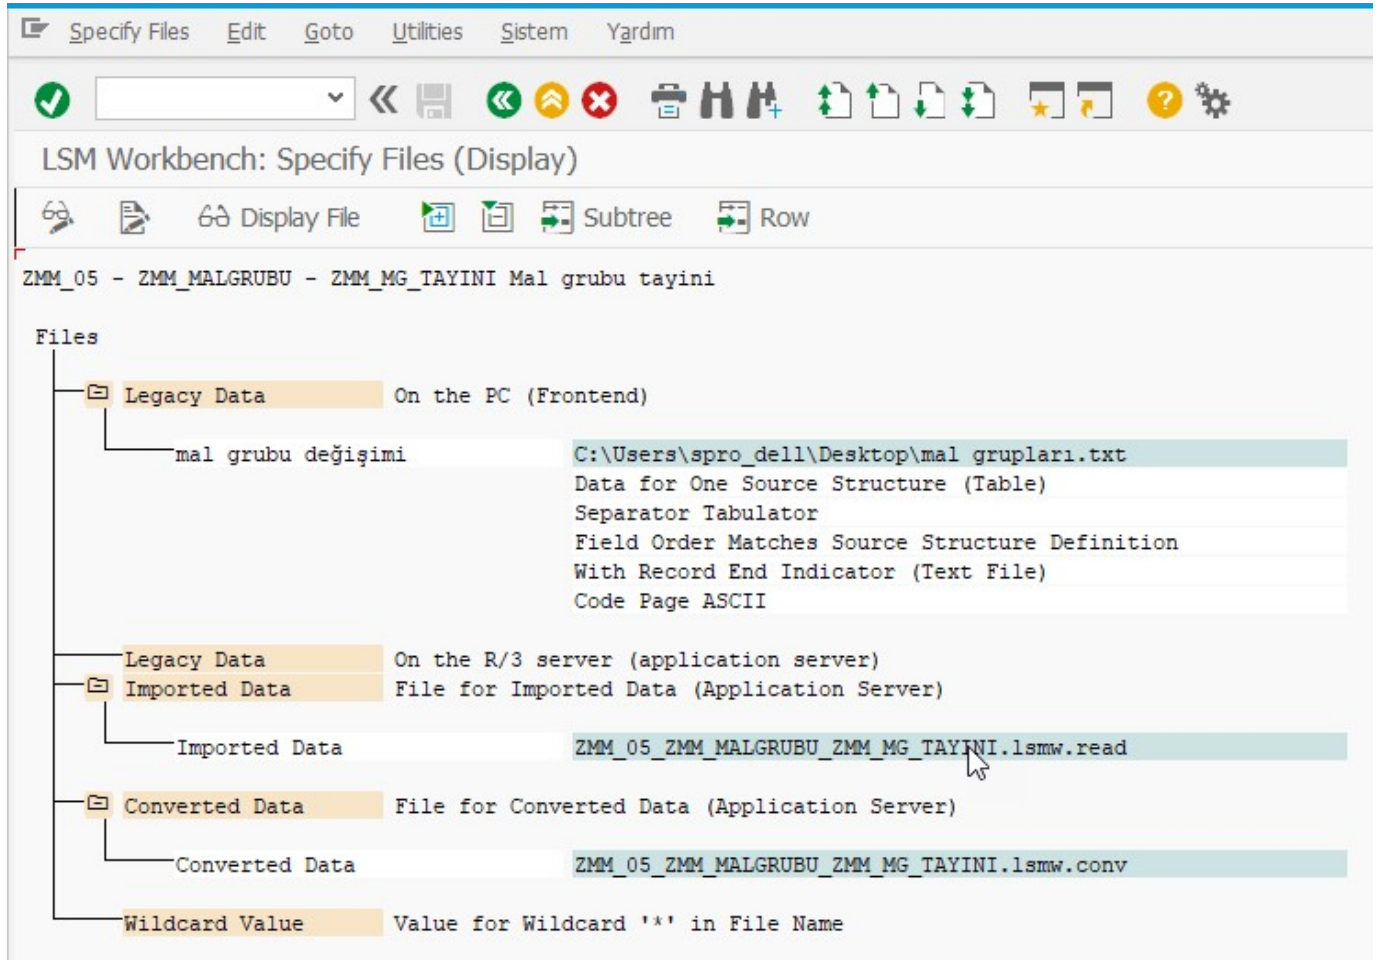 Specify Files Edit Goto Utilities Sistem Yardım
LSM Workbench: Specify Files (Display)
Display File Subtree Row
ZMM_05 - ZMM_MALGRUBU - ZMM_MG_TAYINI Mal grubu tayini
Files
Legacy Data On the PC (Frontend)
mal grubu değişimi C:\Users\spro_dell\Desktop\mal grupları.txt
Data for One Source Structure (Table)
Separator Tabulator
Field Order Matches Source Structure Definition
With Record End Indicator (Text File)
Code Page ASCII
Legacy Data On the R/3 server (application server)
Imported Data File for Imported Data (Application Server)
Imported Data ZMM_05_ZMM_MALGRUBU_ZMM_MG_TAYINI.lsmw.read
Converted Data File for Converted Data (Application Server)
Converted Data ZMM_05_ZMM_MALGRUBU_ZMM_MG_TAYINI.lsmw.conv
Wildcard Value Value for Wildcard '*' in File Name